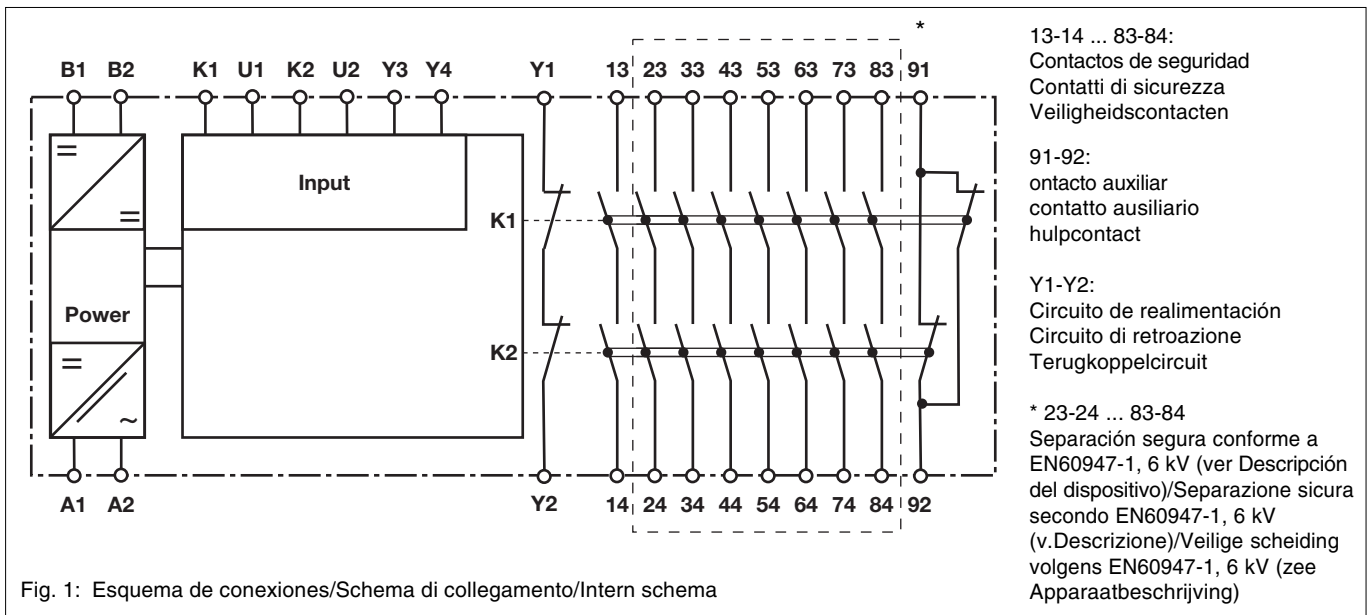 *
B1 B2 K1 U1 K2 U2 Y3 Y4 Y1 13 23 33 43 53 63 73 83 91
=
=
Input
K1
Power
K2
=
~
A1 A2 Y2 14 24 34 44 54 64 74 84 92
Fig. 1: Esquema de conexiones/Schema di collegamento/Intern schema
13-14 ... 83-84:
Contactos de seguridad
Contatti di sicurezza
Veiligheidscontacten
91-92:
ontacto auxiliar
contatto ausiliario
hulpcontact
Y1-Y2:
Circuito de realimentación
Circuito di retroazione
Terugkoppelcircuit
* 23-24 ... 83-84
Separación segura conforme a
EN60947-1, 6 kV (ver Descripción
del dispositivo)/Separazione sicura
secondo EN60947-1, 6 kV
(v.Descrizione)/Veilige scheiding
volgens EN60947-1, 6 kV (zee
Apparaatbeschrijving)